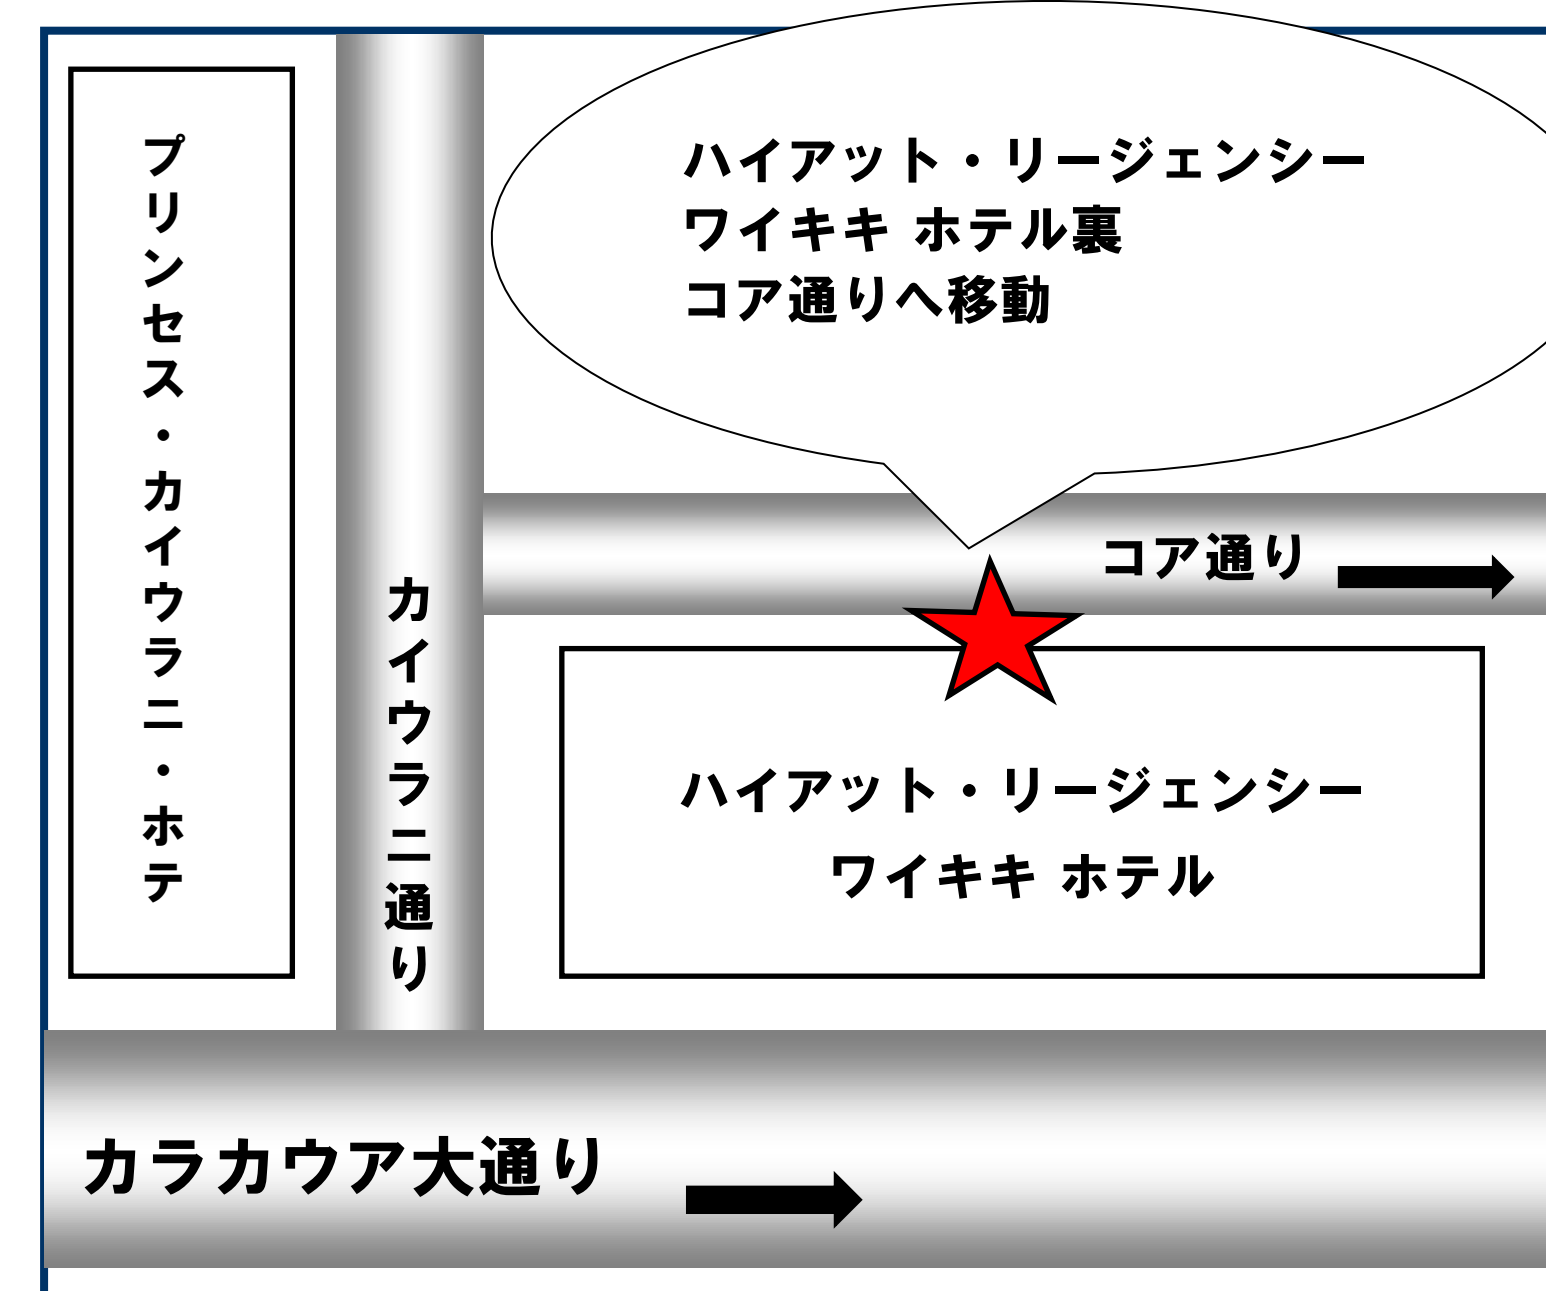 ハイアット・リージェンシー
ワイキキ ホテル裏
コア通りへ移動
プリンセス・カイウラニ・ホテ
カイウラニ通り
コア通り
ハイアット・リージェンシー
ワイキキ ホテル
カラカウア大通り